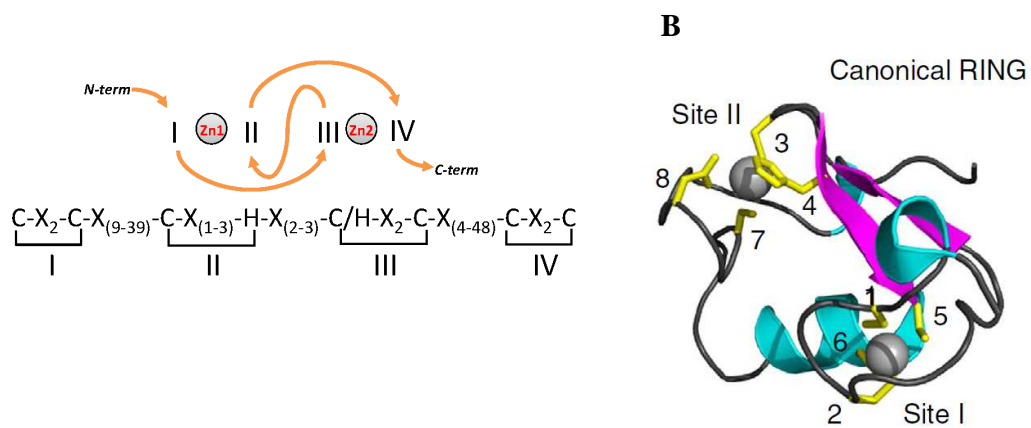 N-term
I Zn1 II III Zn2 IV
C-term
C-X₂-C-X₍₉₋₃₉₎-C-X₍₁₋₃₎-H-X₍₂₋₃₎-C/H-X₂-C-X₍₄₋₄₈₎-C-X₂-C
I II III IV
B
Canonical RING
Site II
3
8
4
7
1
5
6
2
Site I